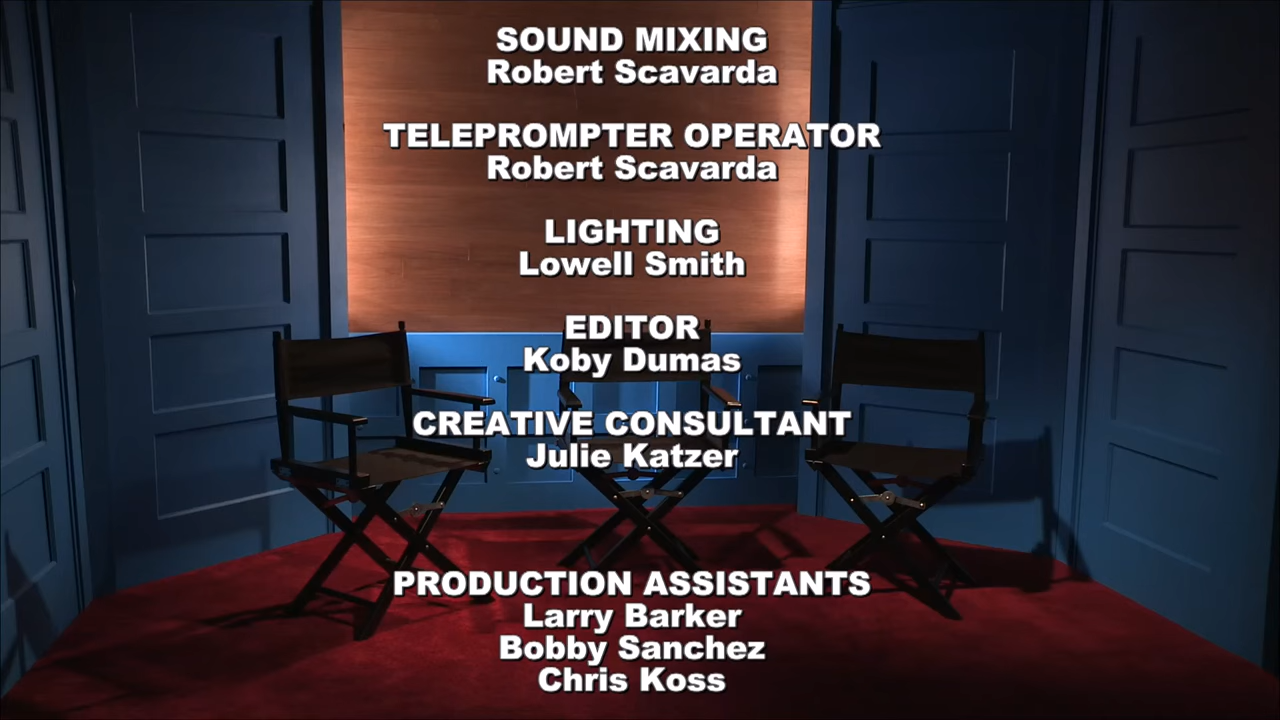 SOUND MIXING
Robert Scavarda
TELEPROMPTER OPERATOR
Robert Scavarda
LIGHTING
Lowell Smith
EDITOR
Koby Dumas
CREATIVE CONSULTANT
Julie Katzer
PRODUCTION ASSISTANTS
Larry Barker
Bobby Sanchez
Chris Koss